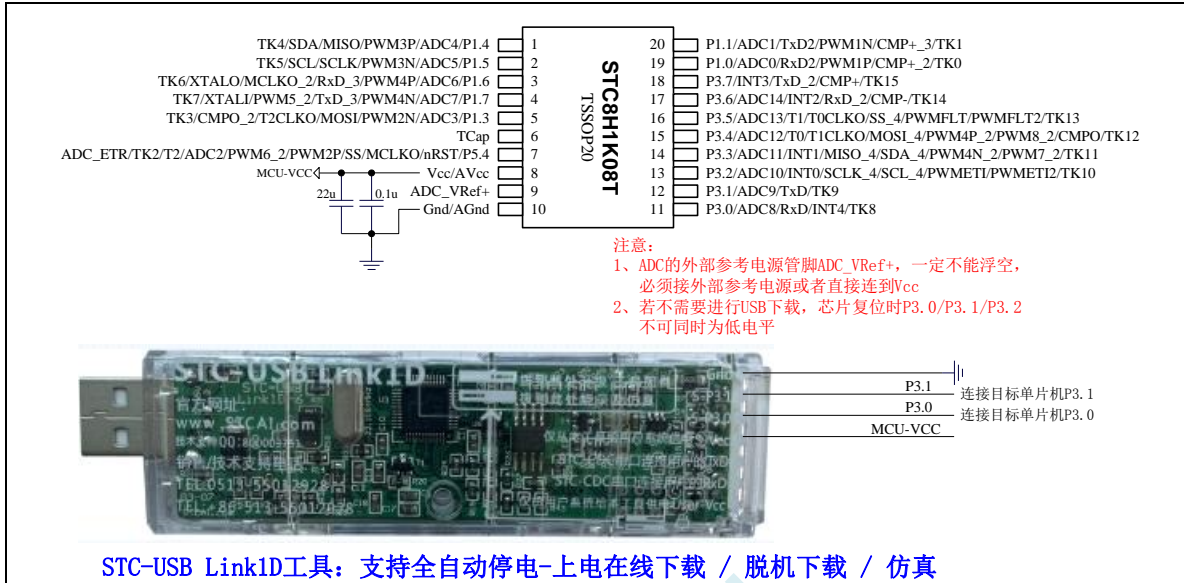 TK4/SDA/MISO/PWM3P/ADC4/P1.4 1
TK5/SCL/SCLK/PWM3N/ADC5/P1.5 2
TK6/XTALO/MCLKO_2/RxD_3/PWM4P/ADC6/P1.6 3
TK7/XTALI/PWM5_2/TxD_3/PWM4N/ADC7/P1.7 4
TK3/CMPO_2/T2CLKO/MOSI/PWM2N/ADC3/P1.3 5
TCap 6
ADC_ETR/TK2/T2/ADC2/PWM6_2/PWM2P/SS/MCLKO/nRST/P5.4 7
MCU-VCC Vcc/AVcc 8
22u 0.1u ADC_VRef+ 9
Gnd/AGnd 10
STC8H1K08T
TSSOP20
20 P1.1/ADC1/TxD2/PWM1N/CMP+_3/TK1
19 P1.0/ADC0/RxD2/PWM1P/CMP+_2/TK0
18 P3.7/INT3/TxD_2/CMP+/TK15
17 P3.6/ADC14/INT2/RxD_2/CMP-/TK14
16 P3.5/ADC13/T1/T0CLKO/SS_4/PWMFLT/PWMFLT2/TK13
15 P3.4/ADC12/T0/T1CLKO/MOSI_4/PWM4P_2/PWM8_2/CMPO/TK12
14 P3.3/ADC11/INT1/MISO_4/SDA_4/PWM4N_2/PWM7_2/TK11
13 P3.2/ADC10/INT0/SCLK_4/SCL_4/PWMETI/PWMETI2/TK10
12 P3.1/ADC9/TxD/TK9
11 P3.0/ADC8/RxD/INT4/TK8
注意:
1、ADC的外部参考电源管脚ADC_VRef+, 一定不能浮空,
必须接外部参考电源或者直接连到Vcc
2、若不需要进行USB下载, 芯片复位时P3.0/P3.1/P3.2
不可同时为低电平
STC-USB Link1D
官方网址:
技术支持QQ:
P3.1 连接目标单片机P3.1
P3.0 连接目标单片机P3.0
MCU-VCC
STC-USB Link1D工具: 支持全自动停电-上电在线下载 / 脱机下载 / 仿真